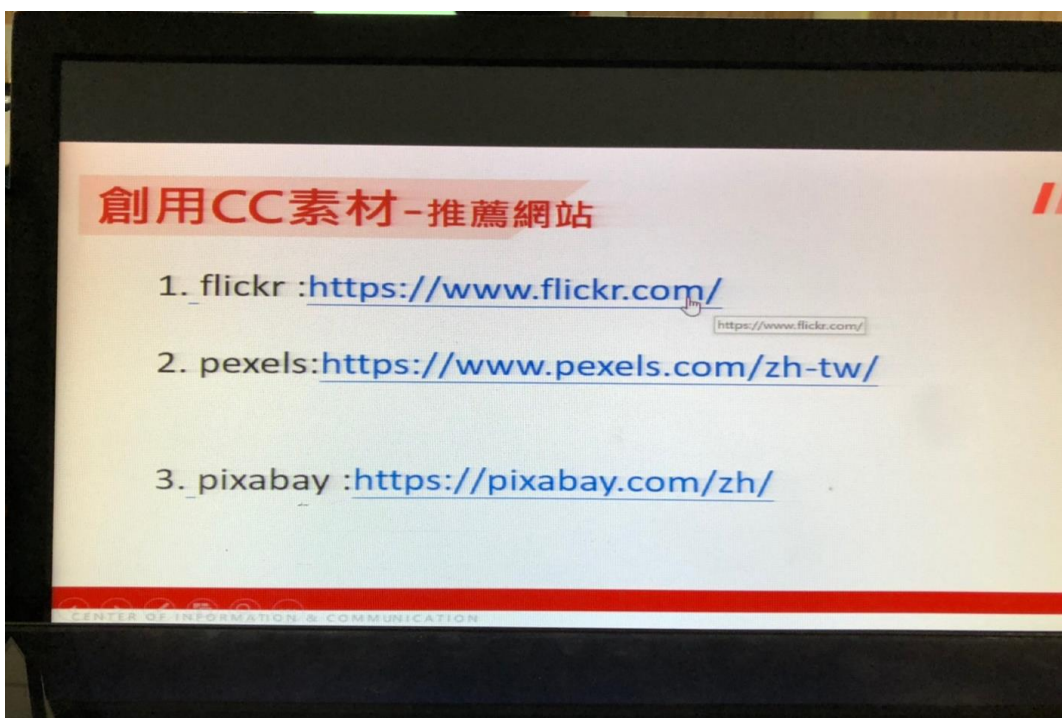 創用CC素材-推薦網站
1. flickr :https://www.flickr.com/
https://www.flickr.com/
2. pexels:https://www.pexels.com/zh-tw/
3. pixabay :https://pixabay.com/zh/
CENTER OF INFORMATION & COMMUNICATION